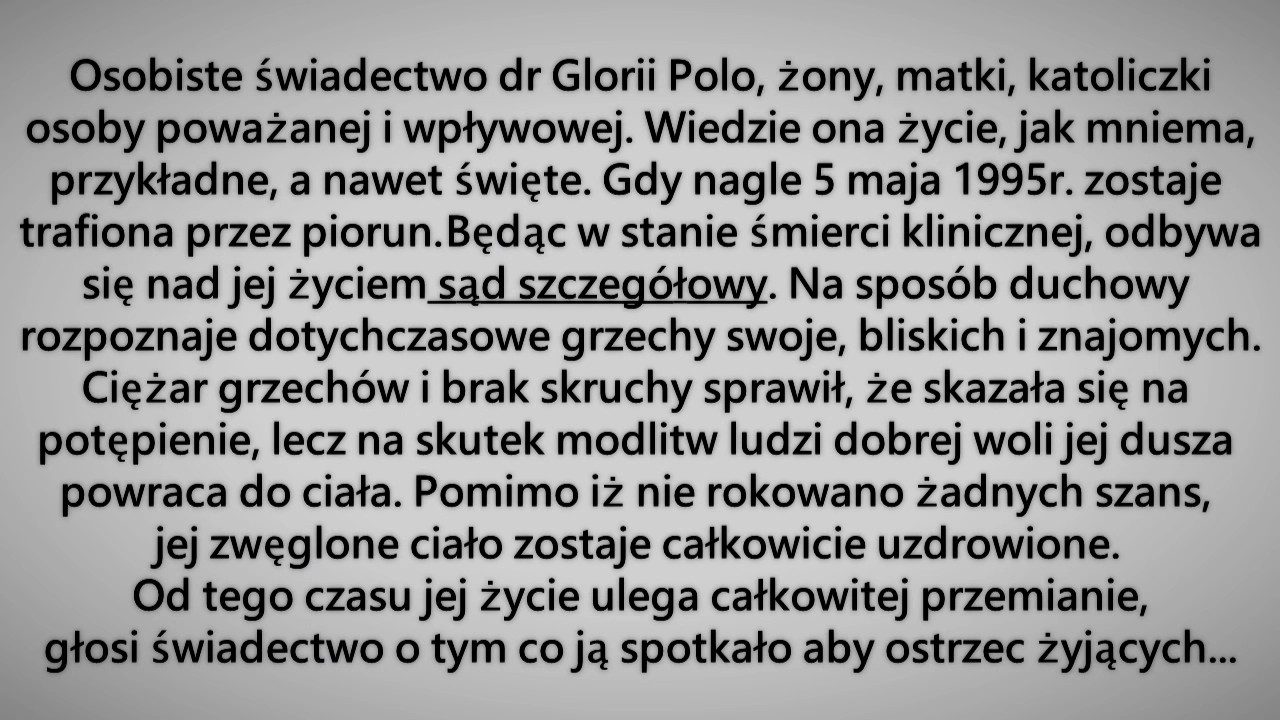 Osobiste świadectwo dr Glorii Polo, żony, matki, katoliczki
osoby poważanej i wpływowej. Wiedzie ona życie, jak mniema,
przykładne, a nawet święte. Gdy nagle 5 maja 1995r. zostaje
trafiona przez piorun.Będąc w stanie śmierci klinicznej, odbywa
się nad jej życiem sąd szczegółowy. Na sposób duchowy
rozpoznaje dotychczasowe grzechy swoje, bliskich i znajomych.
Ciężar grzechów i brak skruchy sprawił, że skazała się na
potępienie, lecz na skutek modlitw ludzi dobrej woli jej dusza
powraca do ciała. Pomimo iż nie rokowano żadnych szans,
jej zwęglone ciało zostaje całkowicie uzdrowione.
Od tego czasu jej życie ulega całkowitej przemianie,
głosi świadectwo o tym co ją spotkało aby ostrzec żyjących...